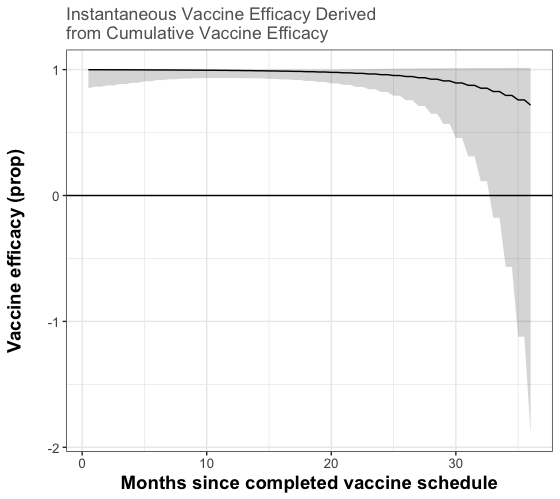 Instantaneous Vaccine Efficacy Derived
from Cumulative Vaccine Efficacy
Vaccine efficacy (prop)
1
0
-1
-2
0 10 20 30
Months since completed vaccine schedule